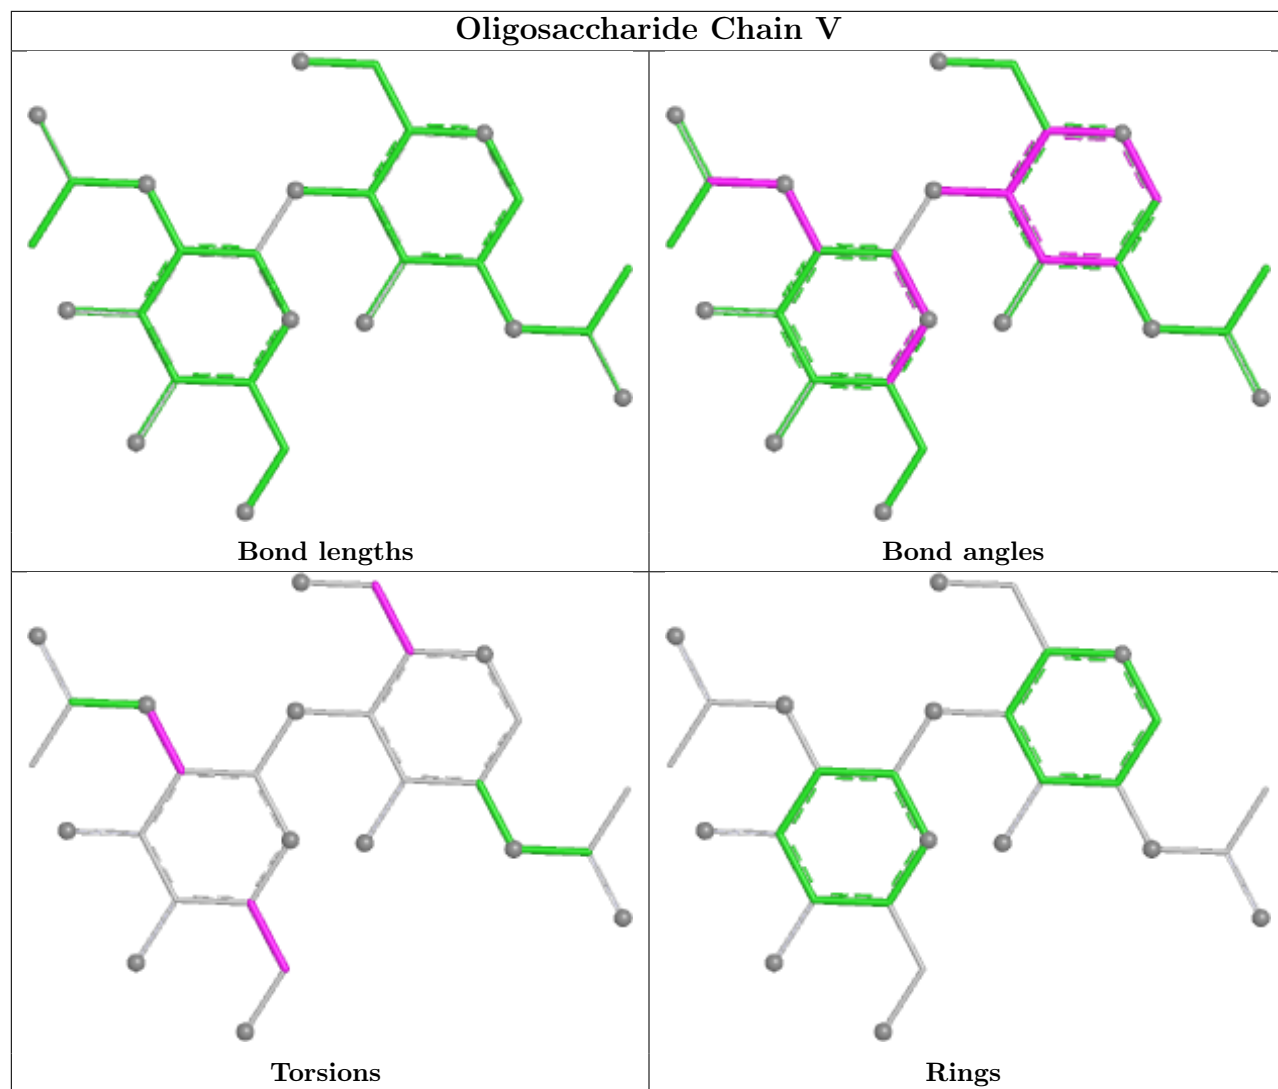 Oligosaccharide Chain V
Bond lengths
Bond angles
Torsions
Rings